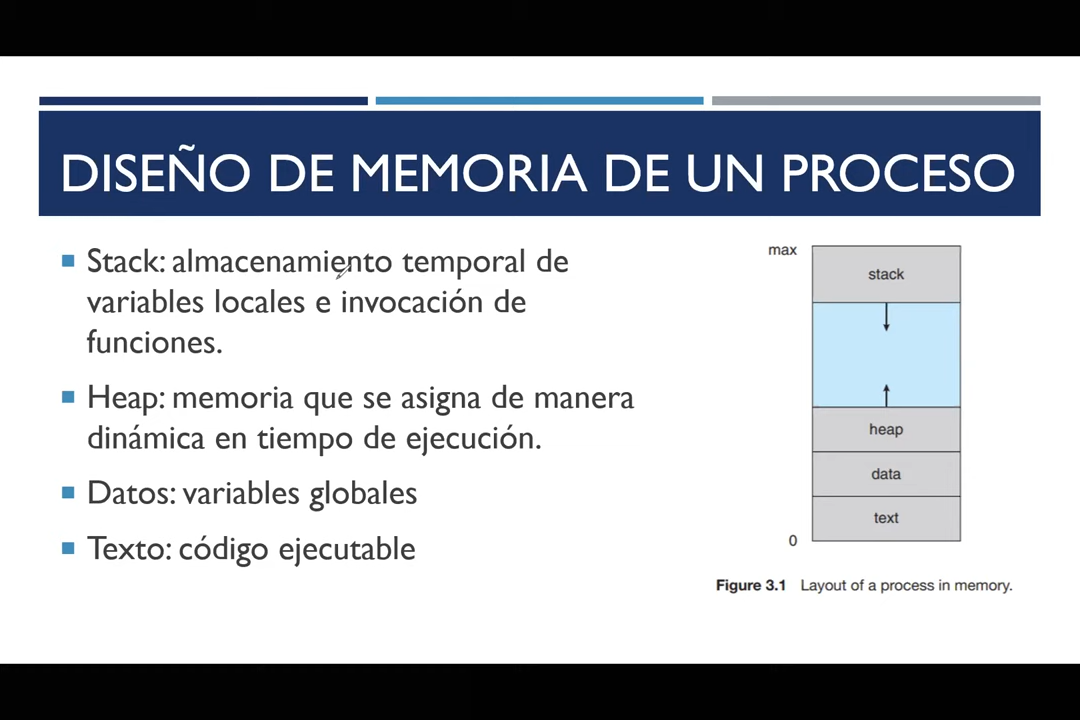 DISEÑO DE MEMORIA DE UN PROCESO
Stack: almacenamiento temporal de
variables locales e invocación de
funciones.
Heap: memoria que se asigna de manera
dinámica en tiempo de ejecución.
Datos: variables globales
Texto: código ejecutable
max
stack
heap
data
text
0
Figure 3.1 Layout of a process in memory.